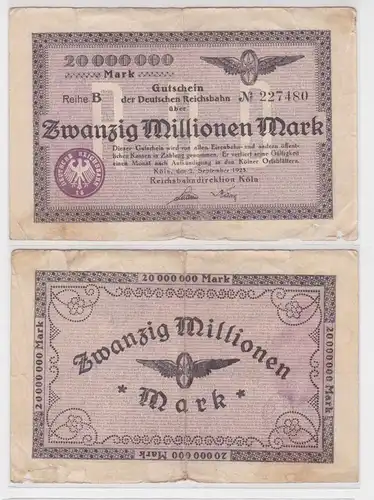 20 000 000
Mark
Gutschein
Reihe B der Deutschen Reichsbahn № 227480
über
Zwanzig Millionen Mark
Dieser Gutschein wird von allen Eisenbahn- und andern öffent-
lichen Kassen in Zahlung genommen. Er verliert seine Gültigkeit
einen Monat nach Aufkündigung in den Kölner Ortsblättern.
Köln, den 2. September 1923.
Reichsbahndirektion Köln
20 000 000 Mark
20 000 000 Mark
Zwanzig Millionen
* Mark *
20 000 000 Mark
20 000 000 Mark